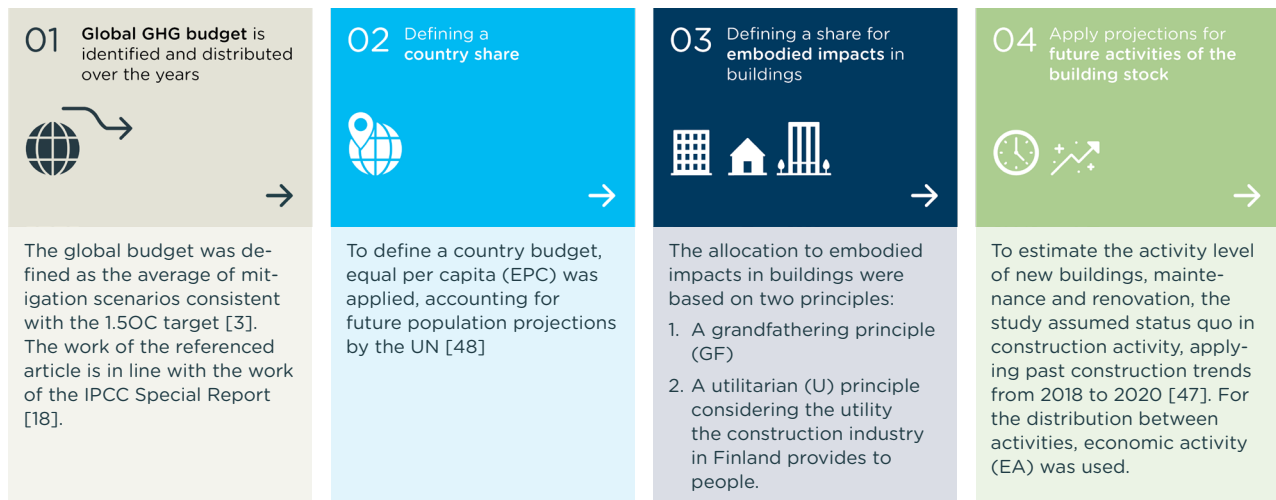 01
Global GHG budget is
identified and distributed
over the years
The global budget was de-
fined as the average of mit-
igation scenarios consistent
with the 1.5OC target [3].
The work of the referenced
article is in line with the work
of the IPCC Special Report
[18].
02
Defining a
country share
To define a country budget,
equal per capita (EPC) was
applied, accounting for
future population projections
by the UN [48]
03
Defining a share for
embodied impacts in
buildings
The allocation to embodied
impacts in buildings were
based on two principles:
1. A grandfathering principle
(GF)
2. A utilitarian (U) principle
considering the utility
the construction industry
in Finland provides to
people.
04
Apply projections for
future activities of the
building stock
To estimate the activity level
of new buildings, mainte-
nance and renovation, the
study assumed status quo in
construction activity, apply-
ing past construction trends
from 2018 to 2020 [47]. For
the distribution between
activities, economic activity
(EA) was used.